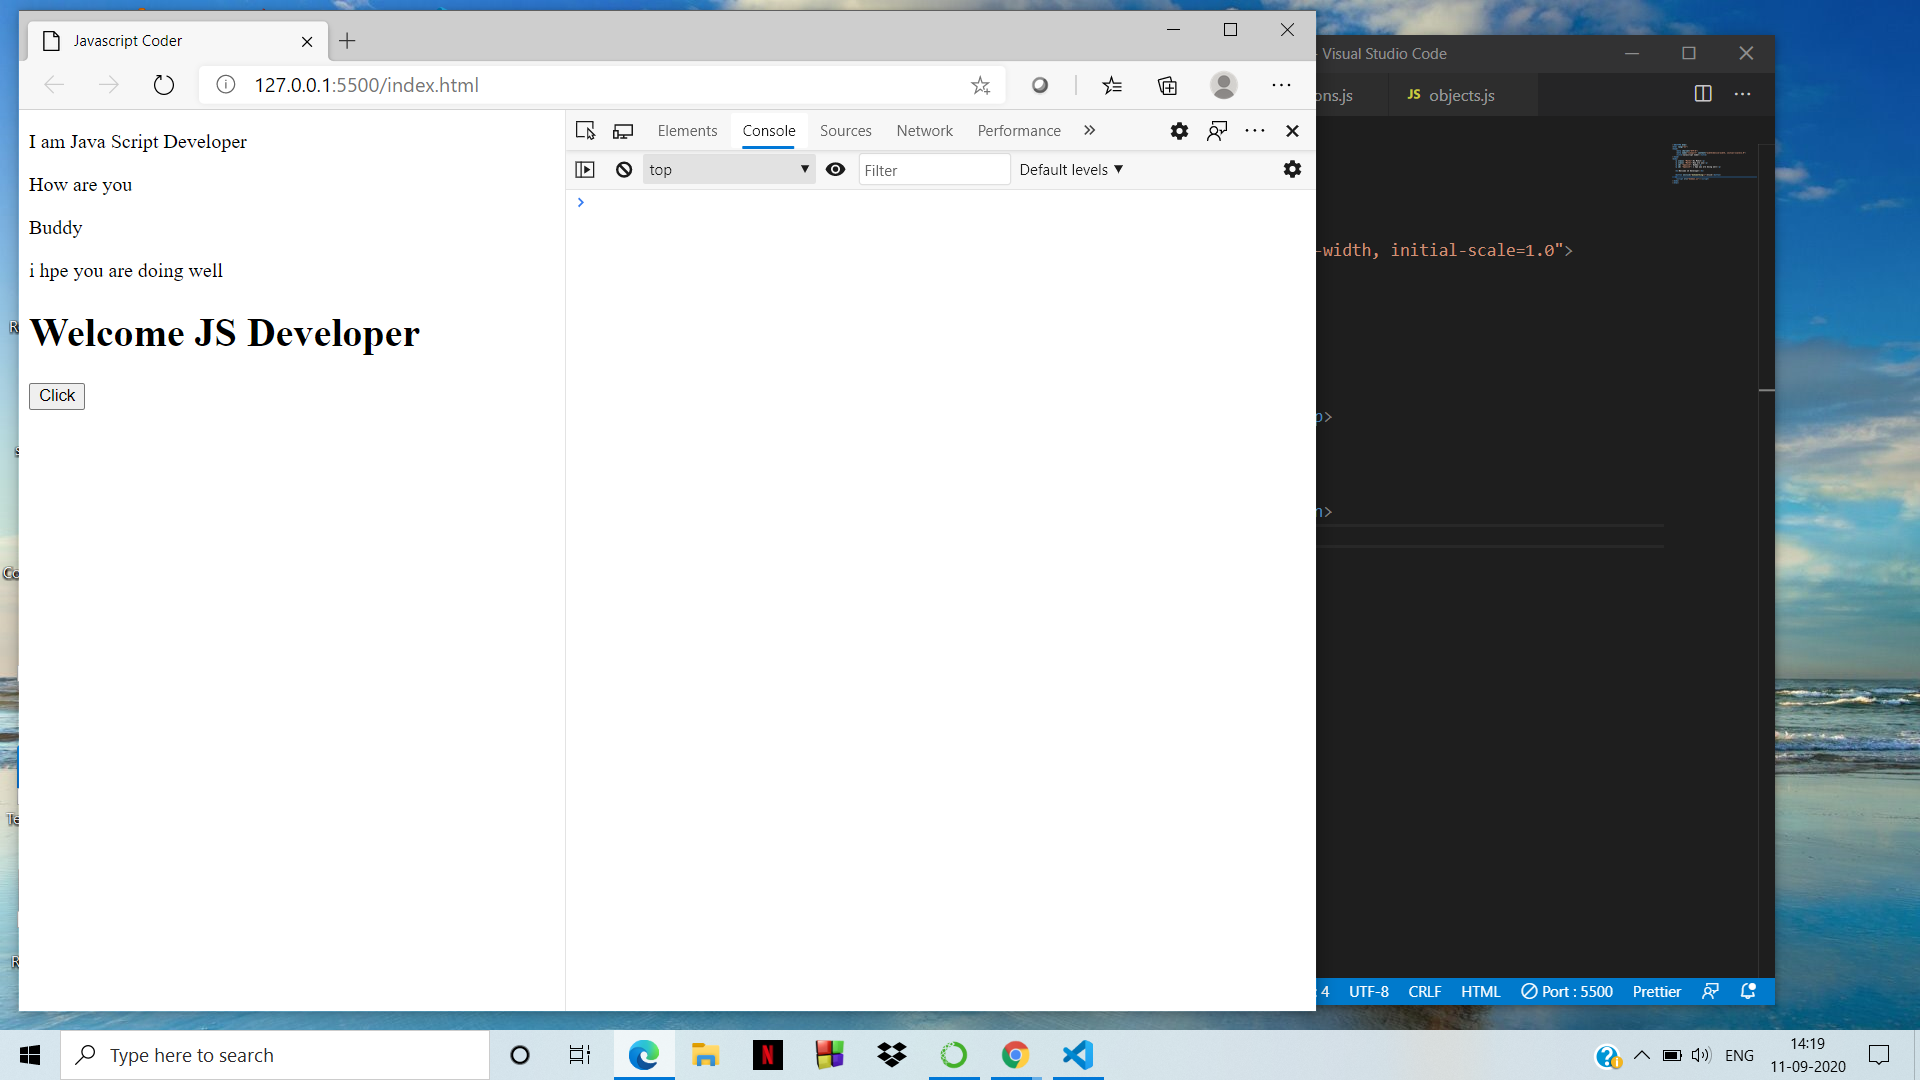 Javascript Coder
127.0.0.1:5500/index.html
I am Java Script Developer
How are you
Buddy
i hpe you are doing well
Welcome JS Developer
Click
Elements Console Sources Network Performance
top Filter Default levels
Visual Studio Code
ons.js JS objects.js
-width, initial-scale=1.0">
p>
n>
4 UTF-8 CRLF HTML Port : 5500 Prettier
Type here to search
N
ENG
14:19
11-09-2020